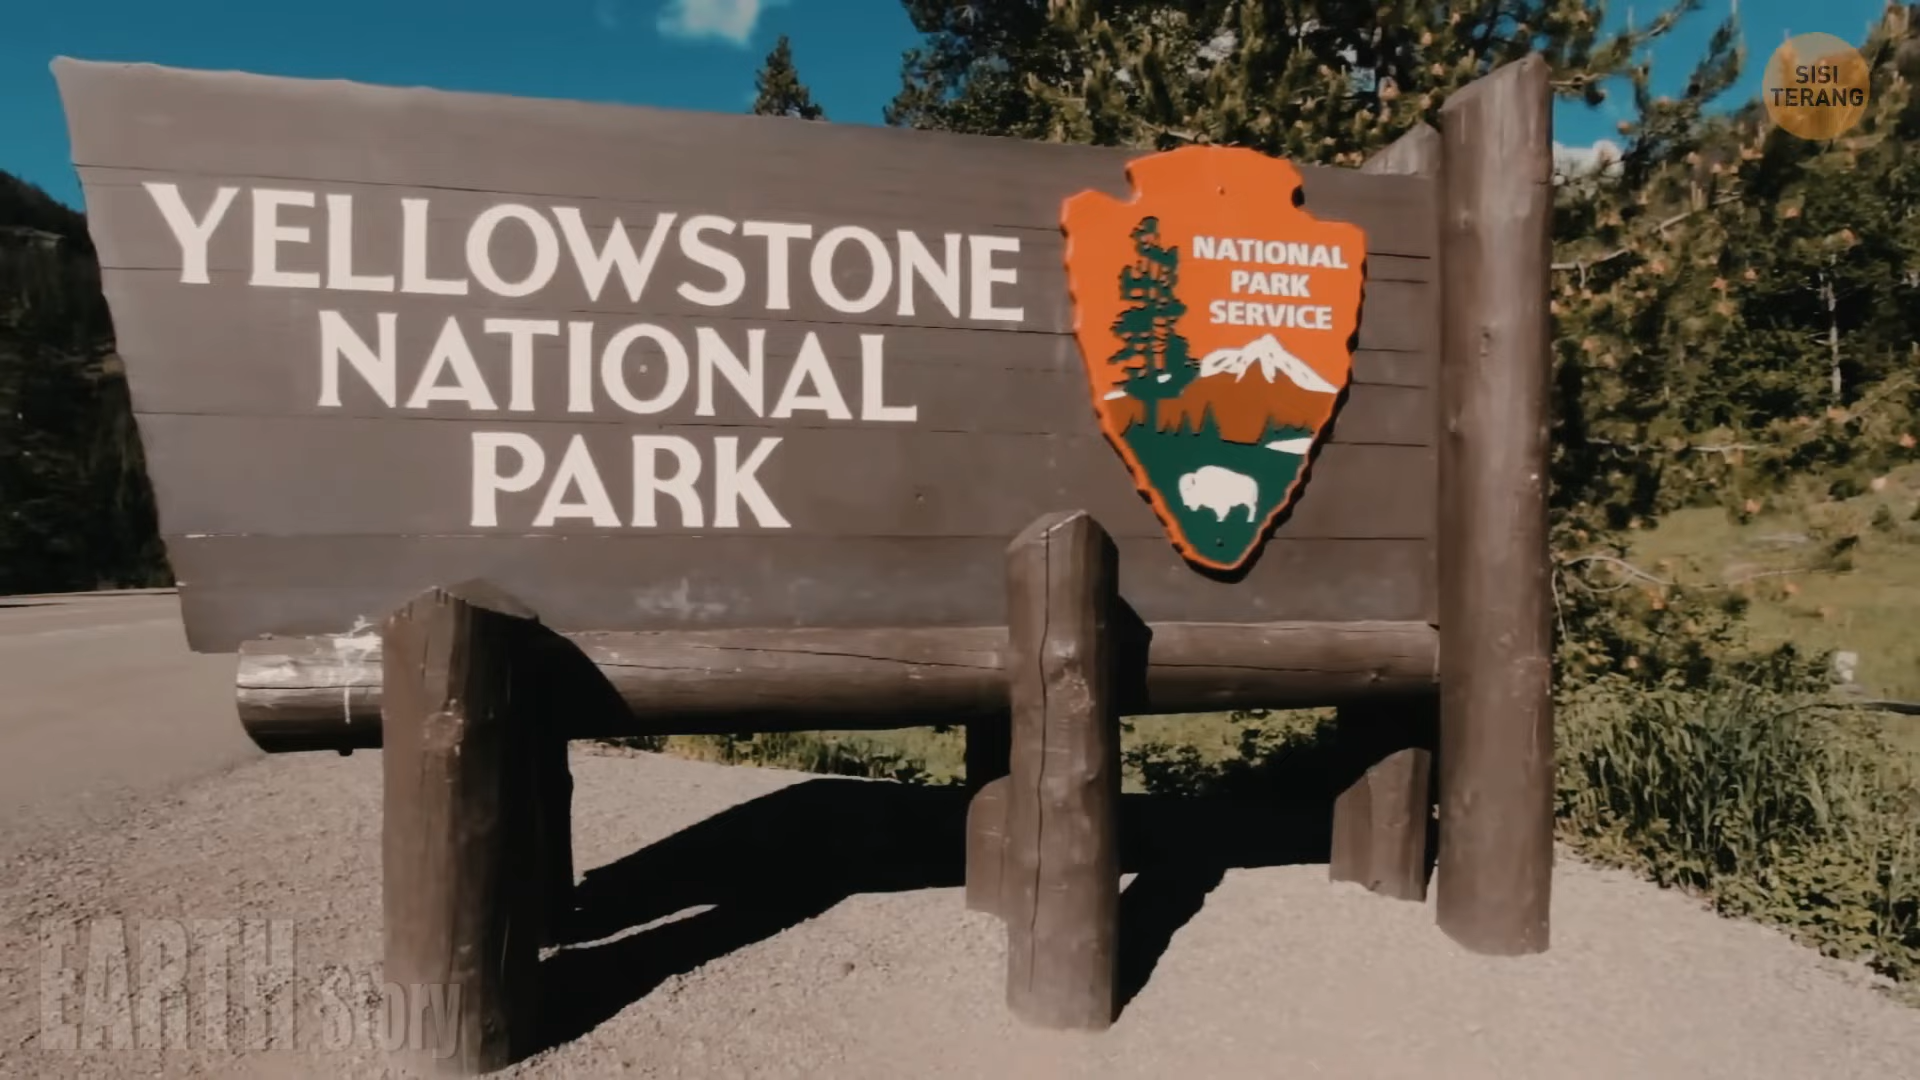 YELLOWSTONE
NATIONAL
PARK
NATIONAL
PARK
SERVICE
SISI
TERANG
EARTH Story